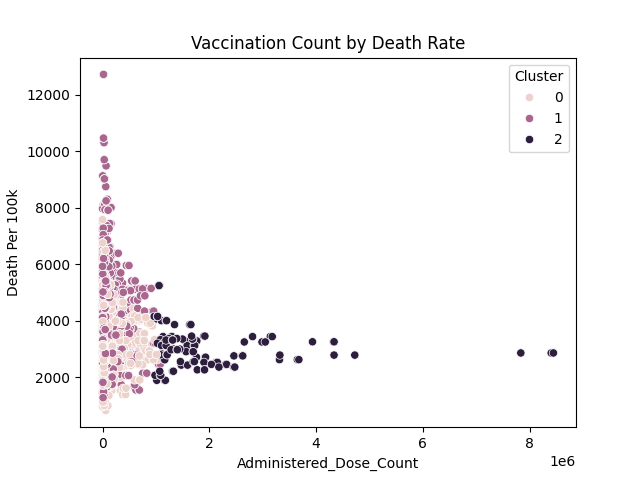 Vaccination Count by Death Rate
Cluster
0
1
2
12000
10000
8000
6000
4000
2000
Death Per 100k
0
2
4
6
8
1e6
Administered_Dose_Count